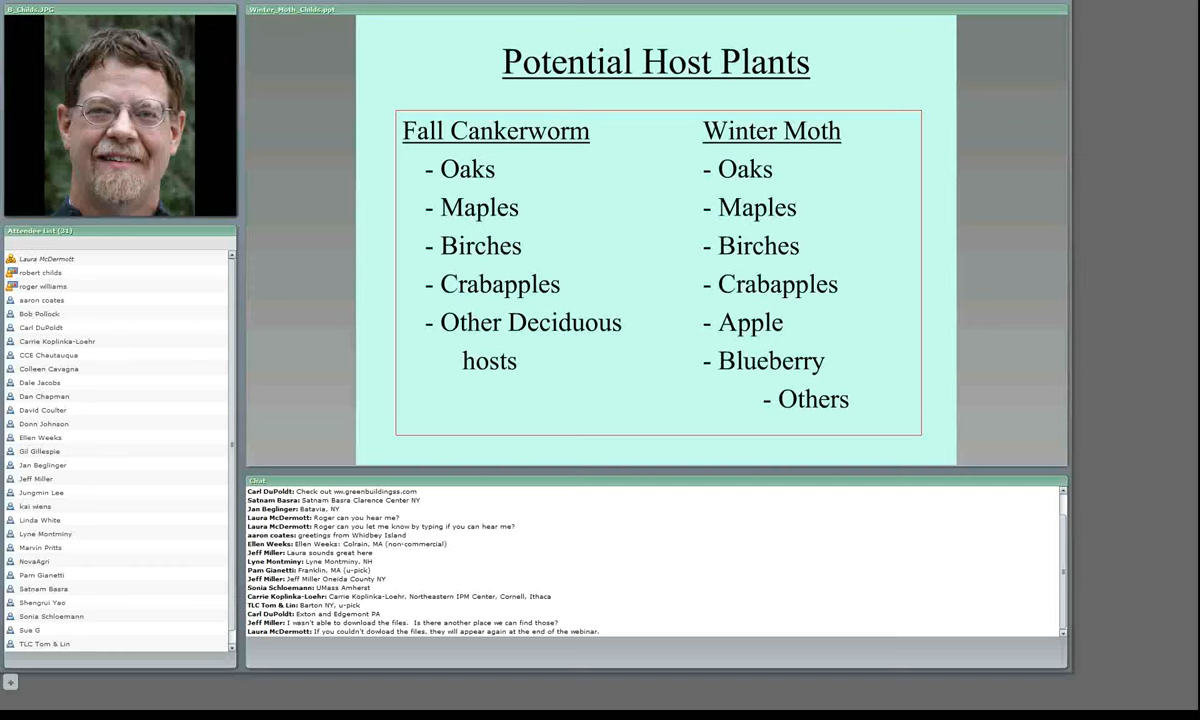 B_Childs.JPG
Attendee List (31)
Laura McDermott
robert childs
roger williams
aaron coates
Bob Pollock
Carl DuPoldt
Carrie Koplinka-Loehr
CCE Chautauqua
Colleen Cavagna
Dale Jacobs
Dan Chapman
David Coulter
Donn Johnson
Ellen Weeks
Gil Gillespie
Jan Beglinger
Jeff Miller
Jungmin Lee
kai wiens
Linda White
Lyne Montminy
Marvin Pritts
NovaAgri
Pam Gianetti
Satnam Basra
Shengrui Yao
Sonia Schloemann
Sue G
TLC Tom & Lin
Winter_Moth_Childs.ppt
Potential Host Plants
Fall Cankerworm
- Oaks
- Maples
- Birches
- Crabapples
- Other Deciduous
hosts
Winter Moth
- Oaks
- Maples
- Birches
- Crabapples
- Apple
- Blueberry
- Others
Chat
Carl DuPoldt: Check out ww.greenbuildingss.com
Satnam Basra: Satnam Basra Clarence Center NY
Jan Beglinger: Batavia, NY
Laura McDermott: Roger can you hear me?
Laura McDermott: Roger can you let me know by typing if you can hear me?
aaron coates: greetings from Whidbey Island
Ellen Weeks: Ellen Weeks: Colrain, MA (non-commercial)
Jeff Miller: Laura sounds great here
Lyne Montminy: Lyne Montminy, NH
Pam Gianetti: Franklin, MA (u-pick)
Jeff Miller: Jeff Miller Oneida County NY
Sonia Schloemann: UMass Amherst
Carrie Koplinka-Loehr: Carrie Koplinka-Loehr, Northeastern IPM Center, Cornell, Ithaca
TLC Tom & Lin: Barton NY, u-pick
Carl DuPoldt: Exton and Edgemont PA
Jeff Miller: I wasn't able to download the files. Is there another place we can find those?
Laura McDermott: If you couldn't dowload the files, they will appear again at the end of the webinar.